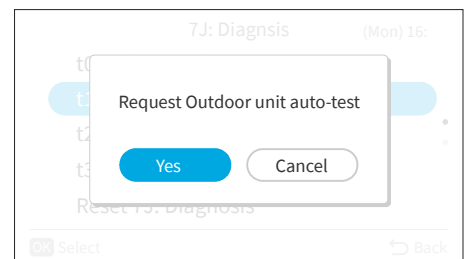 7J: Diagnsis (Mon) 16:
t0
t1
Request Outdoor unit auto-test
t2
t3 Yes Cancel
Reset 7J: Diagnosis
OK Select Back